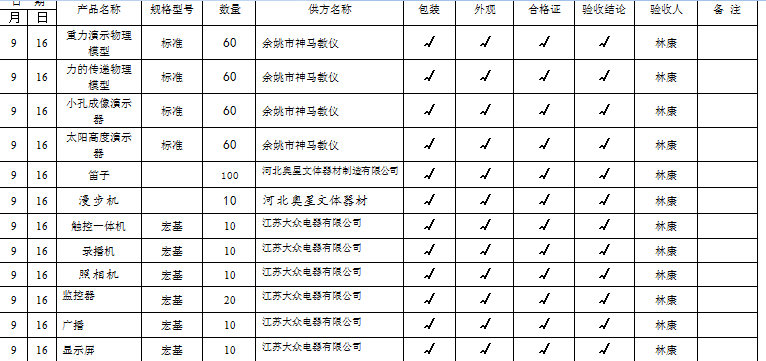 日 期 产品名称 规格型号 数量 供方名称 包装 外观 合格证 验收结论 验收人 备 注
月 日
9 16 重力演示物理模型 标准 60 余姚市神马教仪 ✓ ✓ ✓ ✓ 林康
9 16 力的传递物理模型 标准 60 余姚市神马教仪 ✓ ✓ ✓ ✓ 林康
9 16 小孔成像演示器 标准 60 余姚市神马教仪 ✓ ✓ ✓ ✓ 林康
9 16 太阳高度演示器 标准 60 余姚市神马教仪 ✓ ✓ ✓ ✓ 林康
9 16 笛子 100 河北奥星文体器材制造有限公司 ✓ ✓ ✓ ✓ 林康
9 16 漫步机 10 河北奥星文体器材 ✓ ✓ ✓ ✓ 林康
9 16 触控一体机 宏基 10 江苏大众电器有限公司 ✓ ✓ ✓ ✓ 林康
9 16 录播机 宏基 10 江苏大众电器有限公司 ✓ ✓ ✓ ✓ 林康
9 16 照相机 宏基 10 江苏大众电器有限公司 ✓ ✓ ✓ ✓ 林康
9 16 监控器 宏基 20 江苏大众电器有限公司 ✓ ✓ ✓ ✓ 林康
9 16 广播 宏基 10 江苏大众电器有限公司 ✓ ✓ ✓ ✓ 林康
9 16 显示屏 宏基 10 江苏大众电器有限公司 ✓ ✓ ✓ ✓ 林康